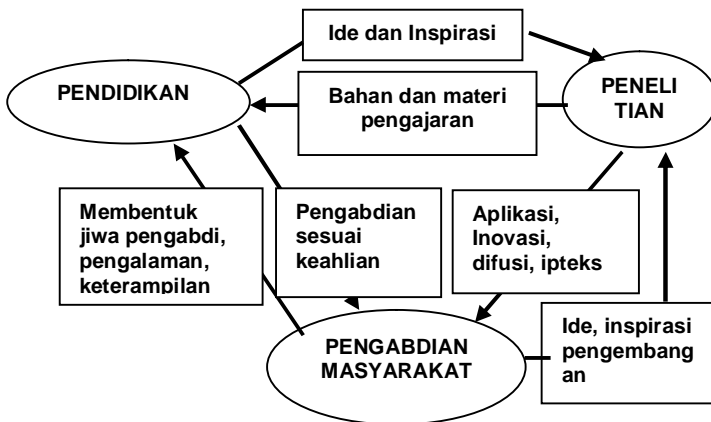 Ide dan Inspirasi
PENDIDIKAN
Bahan dan materi
pengajaran
PENELI
TIAN
Membentuk
jiwa pengabdi,
pengalaman,
keterampilan
Pengabdian
sesuai
keahlian
Aplikasi,
Inovasi,
difusi, ipteks
PENGABDIAN
MASYARAKAT
Ide, inspirasi
pengembang
an